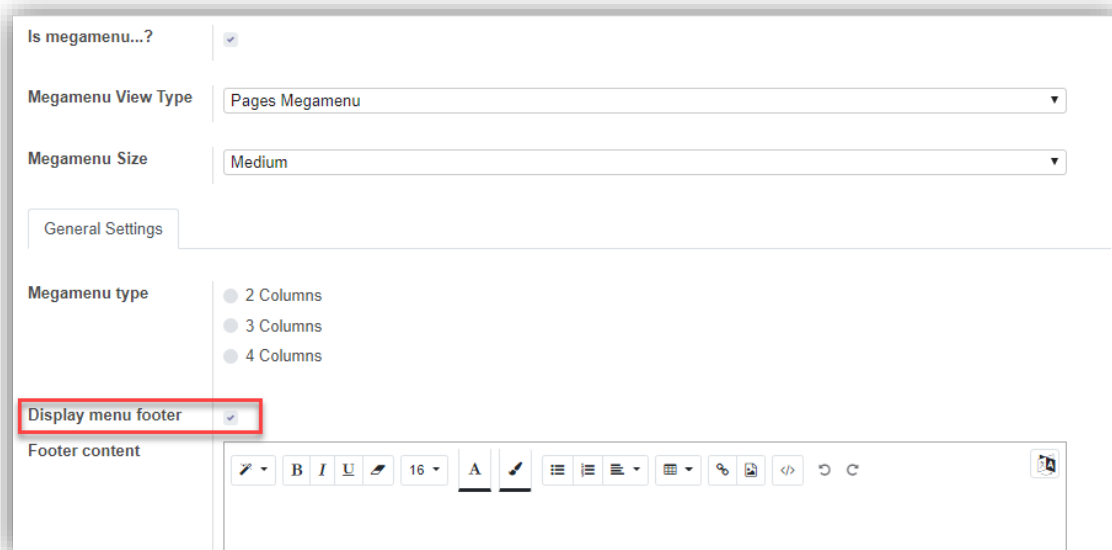 Is megamenu...?
Megamenu View Type
Pages Megamenu
Megamenu Size
Medium
General Settings
Megamenu type
2 Columns
3 Columns
4 Columns
Display menu footer
Footer content
B I U 16 A </>